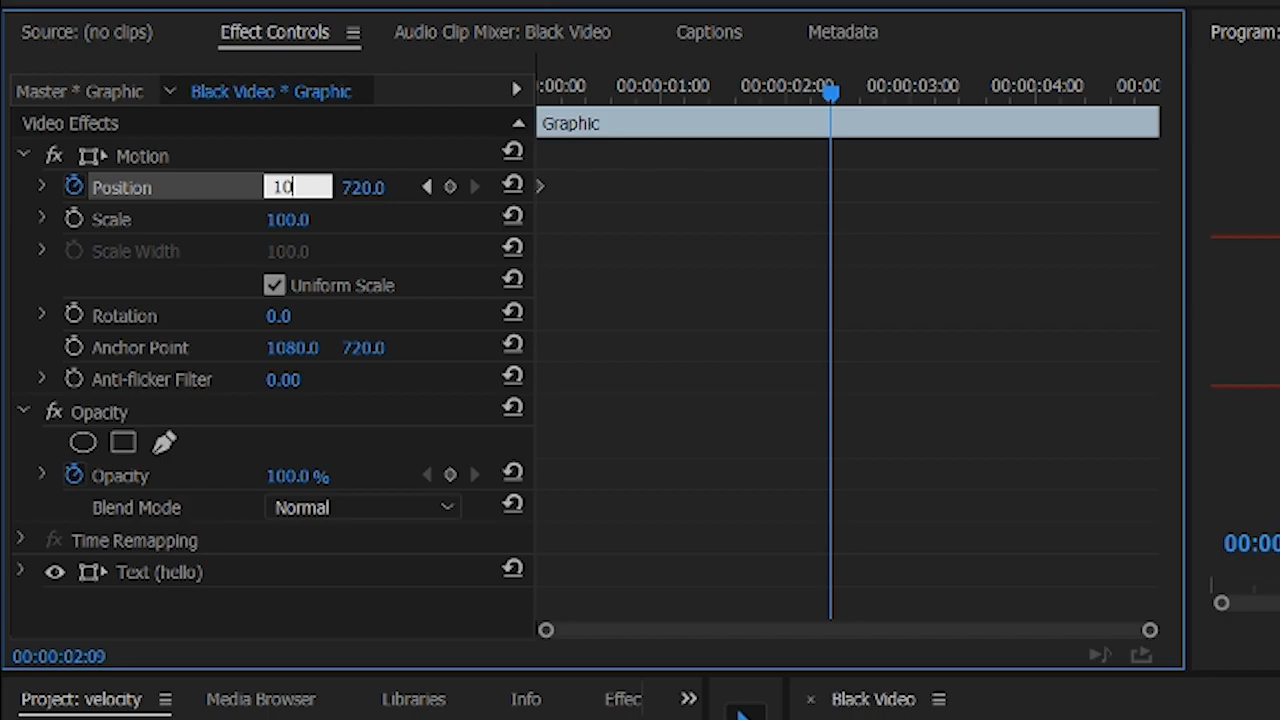 Source: (no clips) Effect Controls Audio Clip Mixer: Black Video Captions Metadata Program:
:00:00 00:00:01:00 00:00:02:00 00:00:03:00 00:00:04:00 00:00
Master * Graphic Black Video * Graphic
Video Effects Graphic
fx Motion
Position 10 720.0
Scale 100.0
Scale Width 100.0
Uniform Scale
Rotation 0.0
Anchor Point 1080.0 720.0
Anti-flicker Filter 0.00
fx Opacity
Opacity 100.0 %
Blend Mode Normal
fx Time Remapping
00:00
Text (hello)
00:00:02:09
Project: velocity Media Browser Libraries Info Effec × Black Video